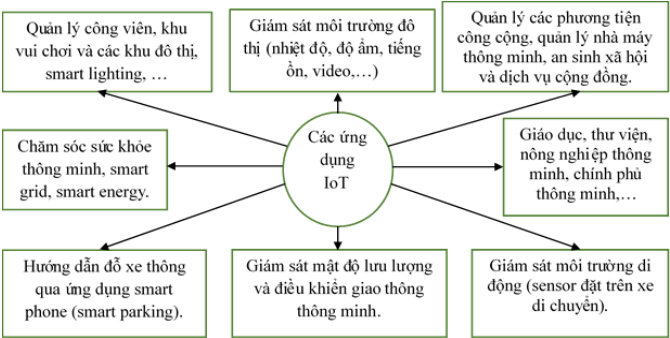 Quản lý công viên, khu
vui chơi và các khu đô thị,
smart lighting, …
Giám sát môi trường đô
thị (nhiệt độ, độ ẩm, tiếng
ồn, video,…)
Quản lý các phương tiện
công cộng, quản lý nhà máy
thông minh, an sinh xã hội
và dịch vụ cộng đồng.
Chăm sóc sức khỏe
thông minh, smart
grid, smart energy.
Các ứng
dụng
IoT
Giáo dục, thư viện,
nông nghiệp thông
minh, chính phủ
thông minh,…
Hướng dẫn đỗ xe thông
qua ứng dụng smart
phone (smart parking).
Giám sát mật độ lưu lượng
và điều khiển giao thông
thông minh.
Giám sát môi trường di
động (sensor đặt trên xe
di chuyển).